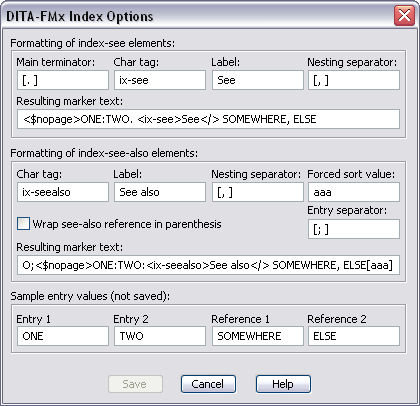 DITA-FMx Index Options
Formatting of index-see elements:
Main terminator: Char tag: Label: Nesting separator:
[. ] ix-see See [, ]
Resulting marker text:
<$nopage>ONE:TWO. <ix-see>See</> SOMEWHERE, ELSE
Formatting of index-see-also elements:
Char tag: Label: Nesting separator: Forced sort value:
ix-seealso See also [, ] aaa
Wrap see-also reference in parenthesis Entry separator:
[; ]
Resulting marker text:
O;<$nopage>ONE:TWO:<ix-seealso>See also</> SOMEWHERE, ELSE[aaa]
Sample entry values (not saved):
Entry 1 Entry 2 Reference 1 Reference 2
ONE TWO SOMEWHERE ELSE
Save Cancel Help